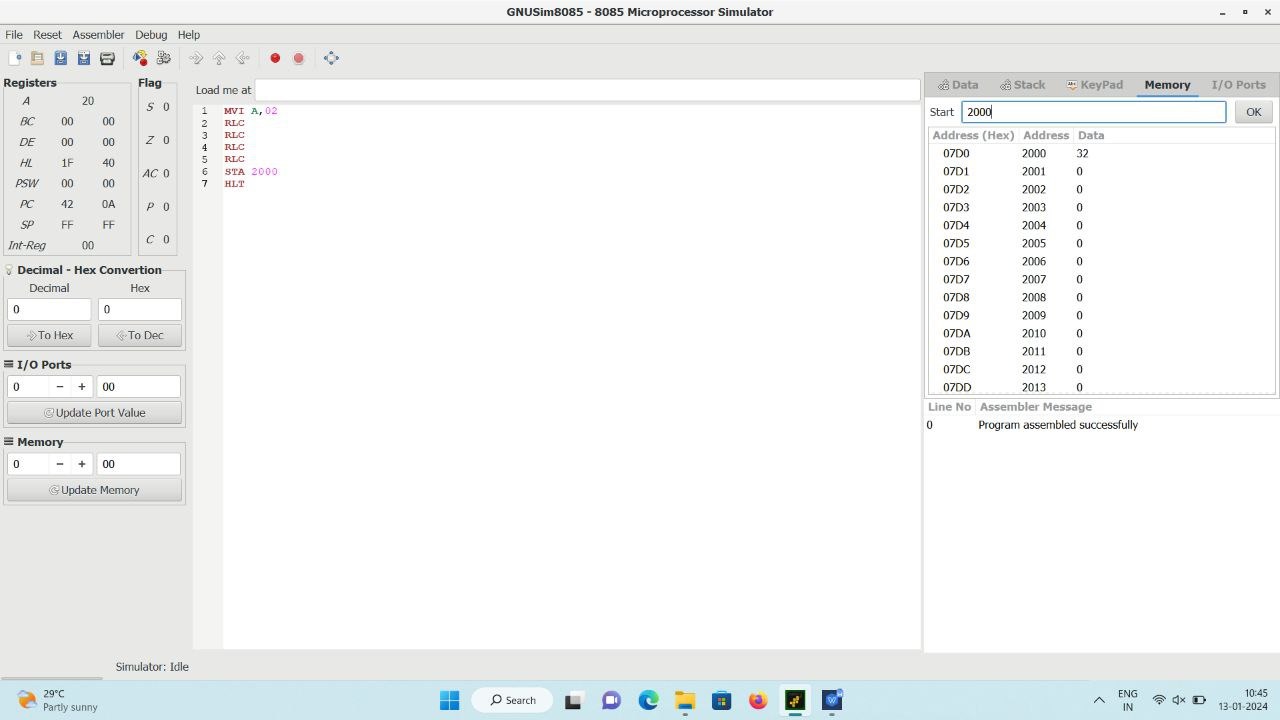 GNUSim8085 - 8085 Microprocessor Simulator
File Reset Assembler Debug Help
Registers
A 20
BC 00 00
DE 00 00
HL 1F 40
PSW 00 00
PC 42 0A
SP FF FF
Int-Reg 00
Flag
S 0
Z 0
AC 0
P 0
C 0
Decimal - Hex Convertion
Decimal Hex
0 0
To Hex To Dec
I/O Ports
0 − + 00
Update Port Value
Memory
0 − + 00
Update Memory
Load me at
1 MVI A,02
2 RLC
3 RLC
4 RLC
5 RLC
6 STA 2000
7 HLT
Data Stack KeyPad Memory I/O Ports
Start 2000 OK
Address (Hex) Address Data
07D0 2000 32
07D1 2001 0
07D2 2002 0
07D3 2003 0
07D4 2004 0
07D5 2005 0
07D6 2006 0
07D7 2007 0
07D8 2008 0
07D9 2009 0
07DA 2010 0
07DB 2011 0
07DC 2012 0
07DD 2013 0
Line No Assembler Message
0 Program assembled successfully
Simulator: Idle
29°C
Partly sunny
Search
ENG
IN
10:45
13-01-2024